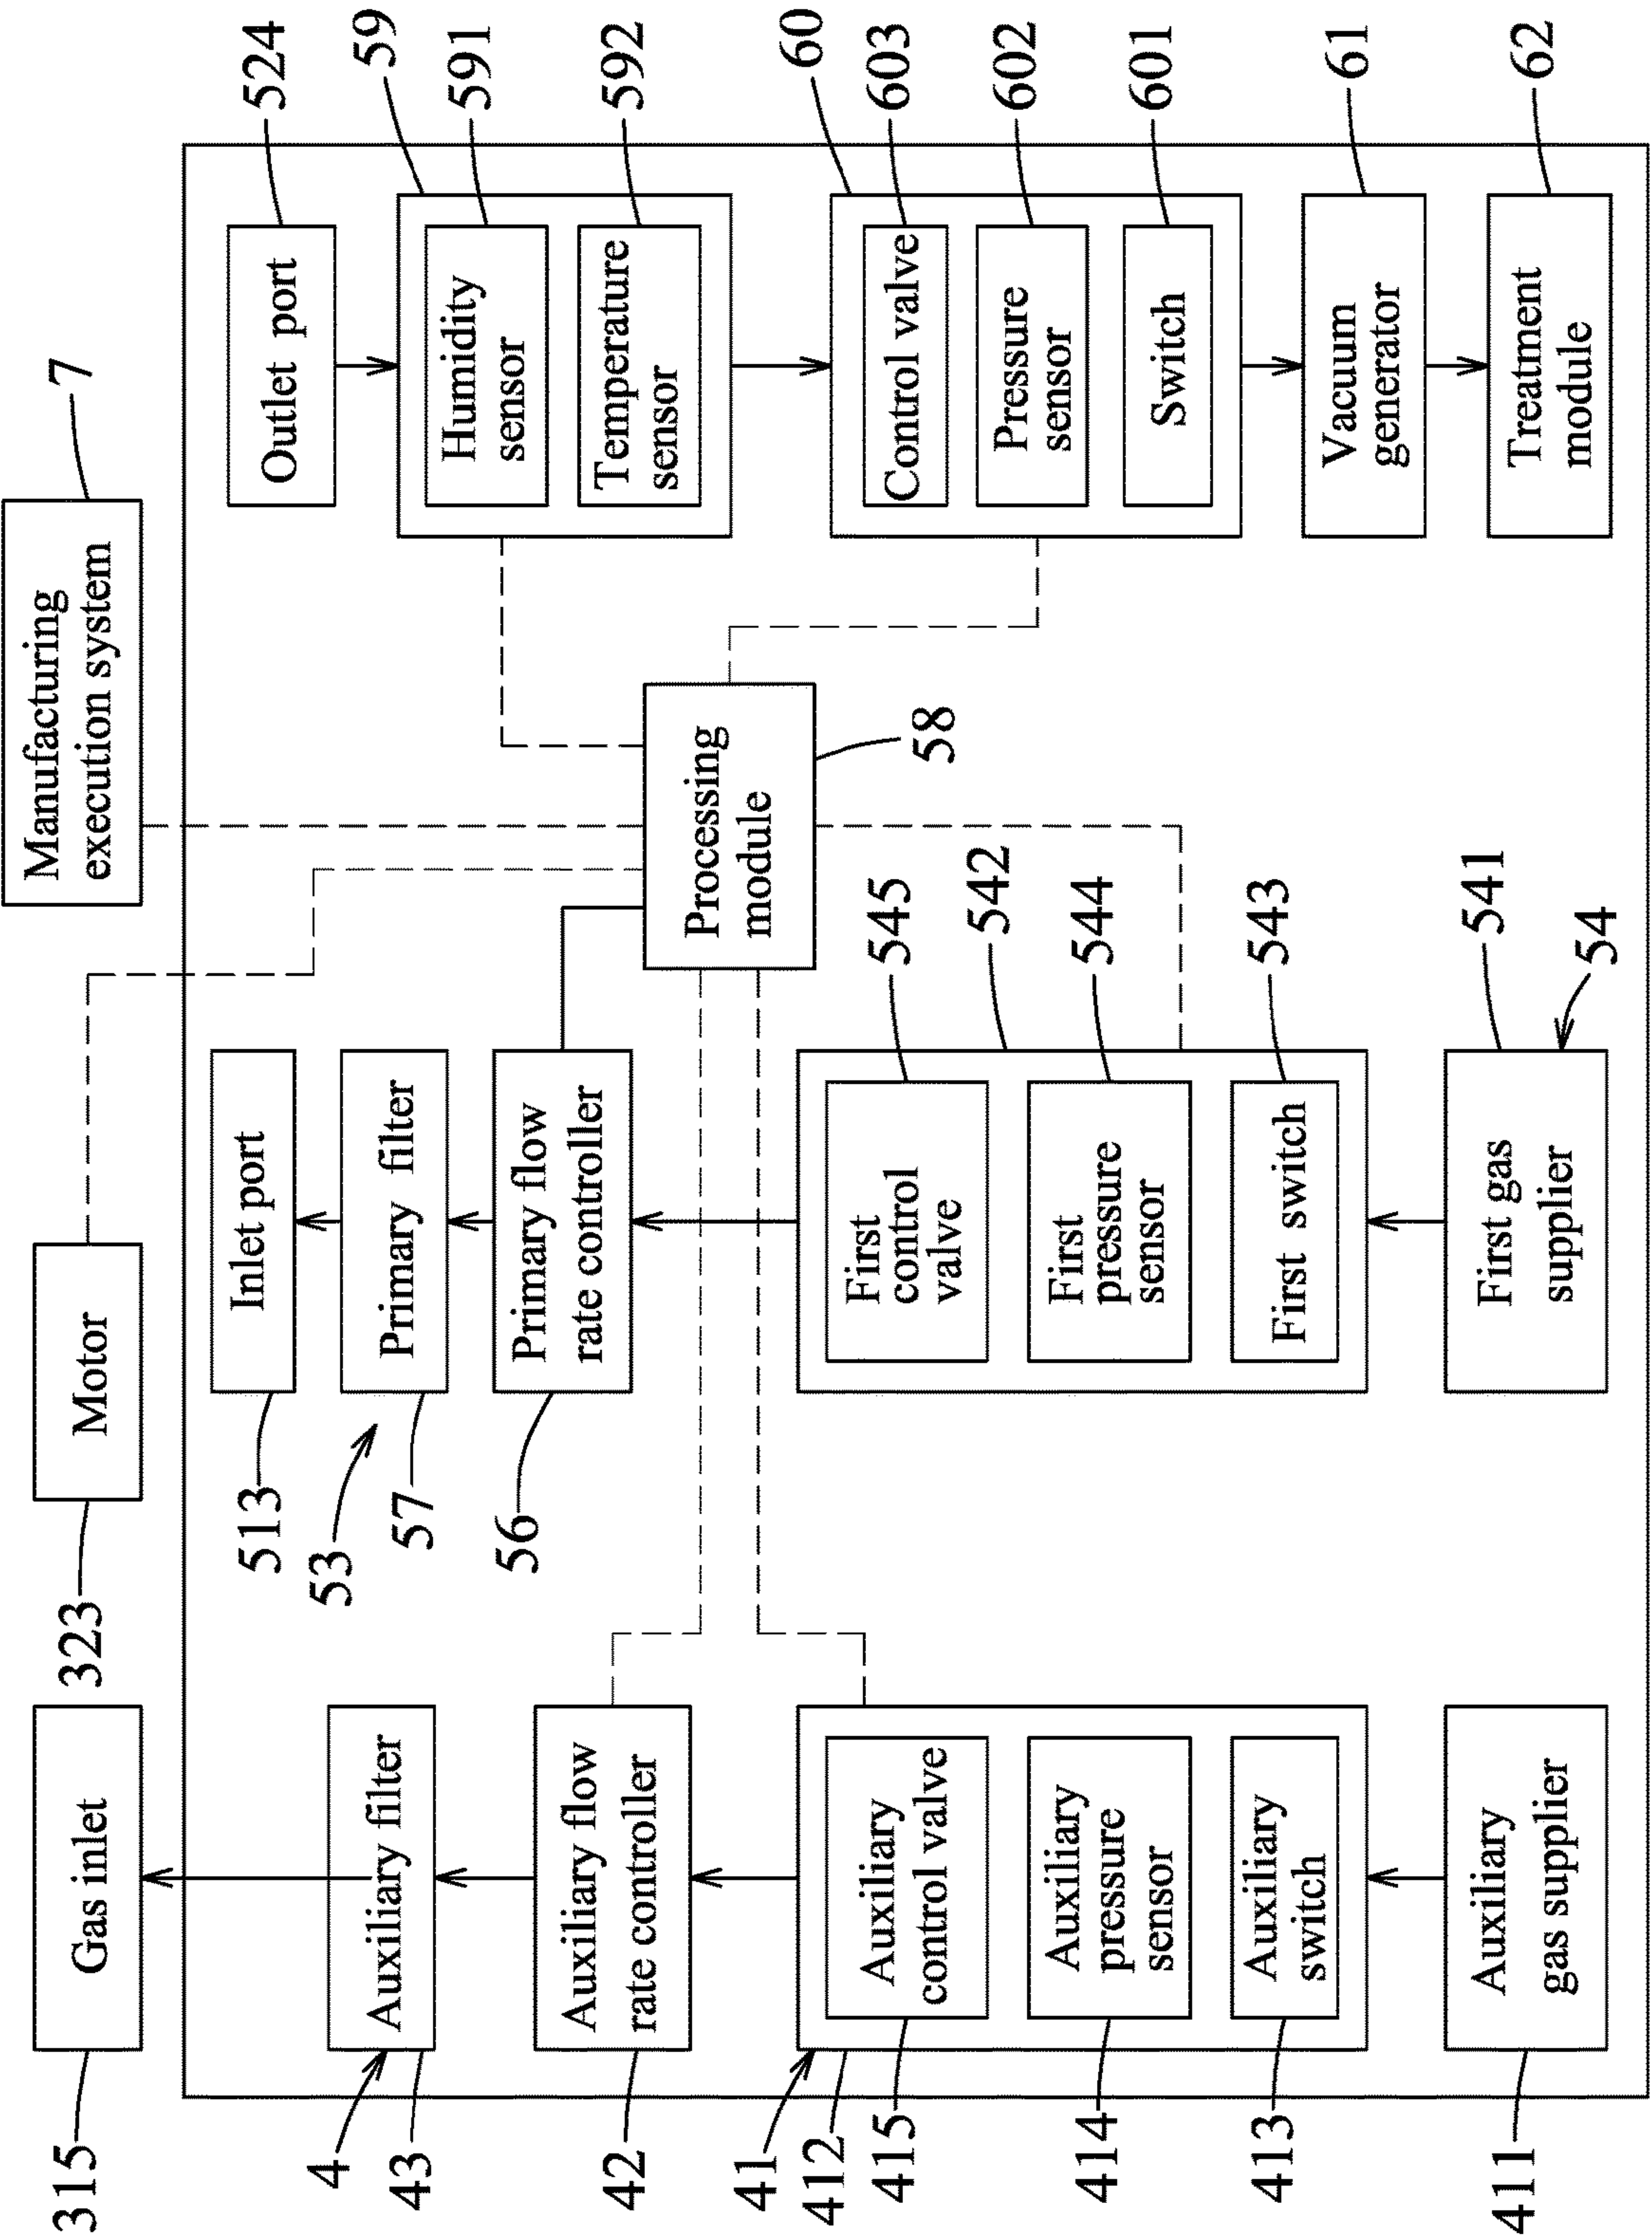 315
Gas inlet
323
Motor
Manufacturing
execution system
7
4
43
Auxiliary filter
42
Auxiliary flow
rate controller
41
412
415
Auxiliary
control valve
414
Auxiliary
pressure
sensor
413
Auxiliary
switch
411
Auxiliary
gas supplier
513
Inlet port
53
57
Primary filter
56
Primary flow
rate controller
First
control
valve
545
542
First
pressure
sensor
544
First switch
543
First gas
supplier
541
54
Processing
module
58
Outlet port
524
59
Humidity
sensor
591
Temperature
sensor
592
60
Control valve
603
Pressure
sensor
602
Switch
601
Vacuum
generator
61
Treatment
module
62